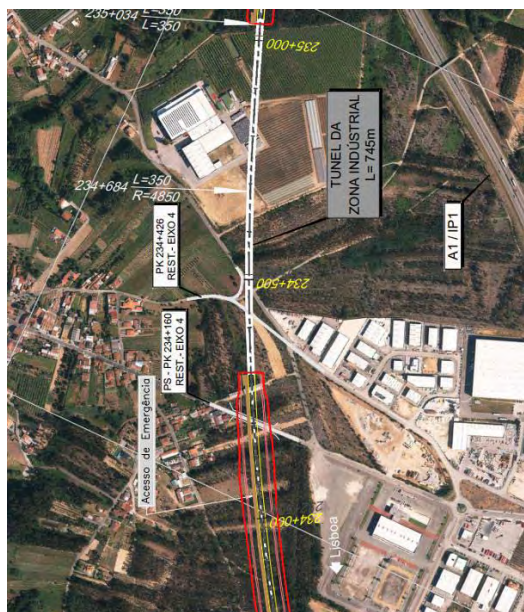 235+034 L=350
L=350
235+000
TUNEL DA
ZONA INDÚSTRIAL
L= 745m
A1 / IP1
234+684 L=350
R=4850
PK 234+426
REST.- EIXO 4
234+500
PS - PK 234+160
REST.- EIXO 4
Acesso de Emergência
234+000
Lisboa